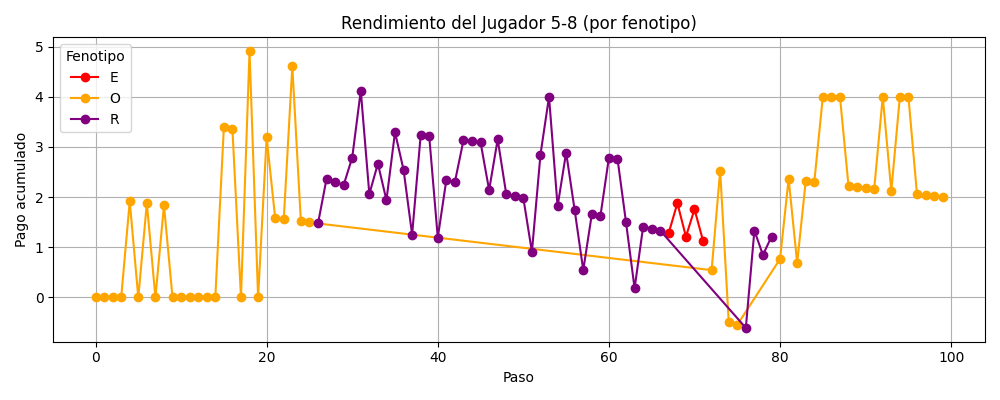 Rendimiento del Jugador 5-8 (por fenotipo)
Fenotipo
E
O
R
Pago acumulado
5
4
3
2
1
0
0 20 40 60 80 100
Paso